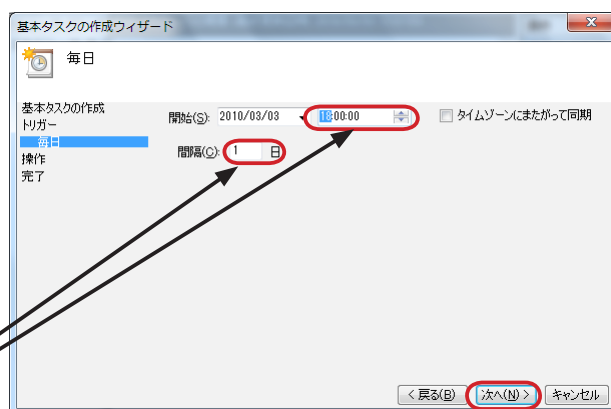 基本タスクの作成ウィザード
毎日
基本タスクの作成
トリガー
毎日
操作
完了
開始(S): 2010/03/03 18:00:00 タイムゾーンにまたがって同期
間隔(C): 1 日
< 戻る(B) 次へ(N) > キャンセル